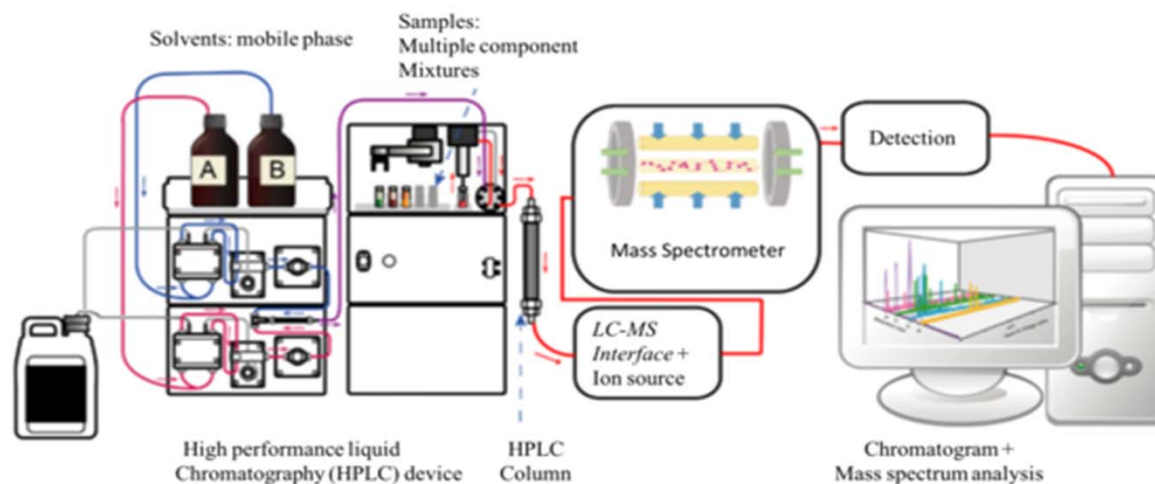 Solvents: mobile phase
Samples:
Multiple component
Mixtures
A
B
Detection
Mass Spectrometer
LC-MS
Interface +
Ion source
High performance liquid
Chromatography (HPLC) device
HPLC
Column
Chromatogram +
Mass spectrum analysis